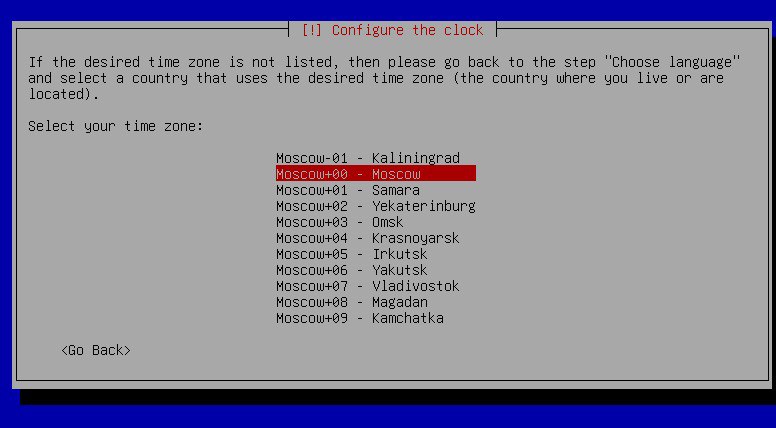 [!] Configure the clock
If the desired time zone is not listed, then please go back to the step "Choose language"
and select a country that uses the desired time zone (the country where you live or are
located).
Select your time zone:
Moscow-01 - Kaliningrad
Moscow+00 - Moscow
Moscow+01 - Samara
Moscow+02 - Yekaterinburg
Moscow+03 - Omsk
Moscow+04 - Krasnoyarsk
Moscow+05 - Irkutsk
Moscow+06 - Yakutsk
Moscow+07 - Vladivostok
Moscow+08 - Magadan
Moscow+09 - Kamchatka
<Go Back>